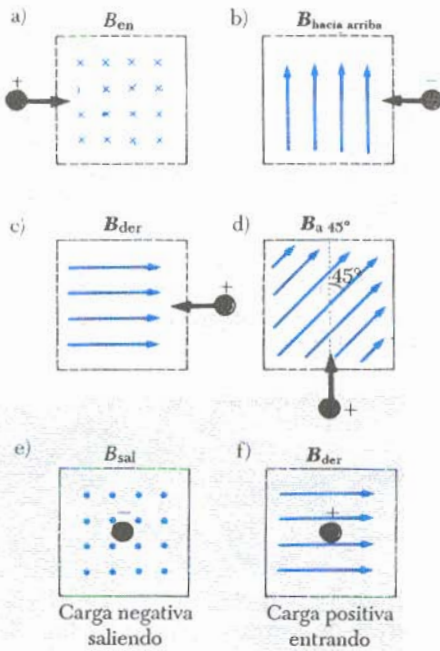 a)
B en
+
b)
B hacia arriba
−
c)
B der
+
d)
B a 45°
45°
+
e)
B sal
−
Carga negativa
saliendo
f)
B der
+
Carga positiva
entrando